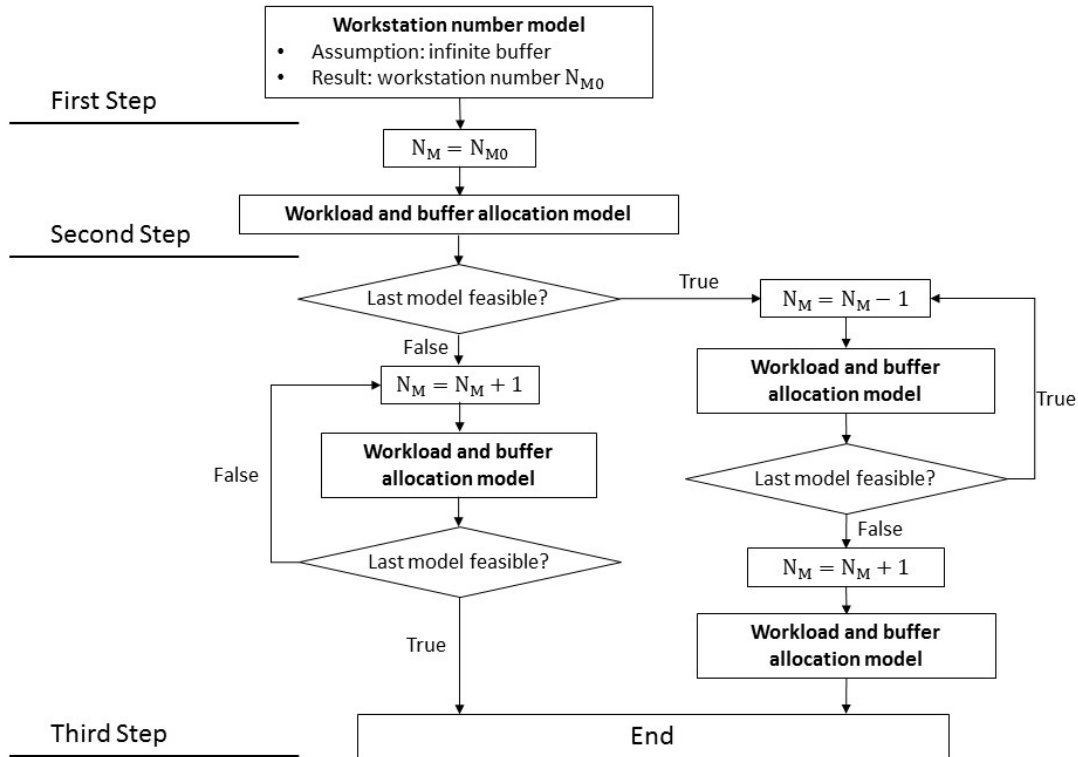 Workstation number model
• Assumption: infinite buffer
• Result: workstation number N_M0
First Step
N_M = N_M0
Workload and buffer allocation model
Second Step
Last model feasible?
True
N_M = N_M − 1
False
N_M = N_M + 1
Workload and buffer
allocation model
True
Workload and buffer
allocation model
False
Last model feasible?
False
Last model feasible?
N_M = N_M + 1
True
Workload and buffer
allocation model
Third Step
End